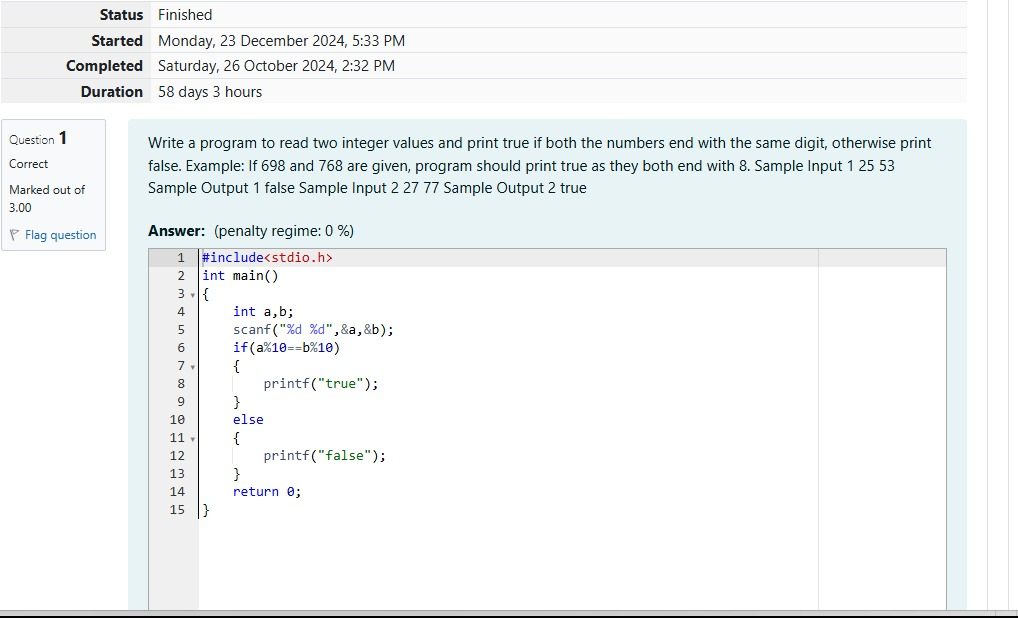 Status Finished
Started Monday, 23 December 2024, 5:33 PM
Completed Saturday, 26 October 2024, 2:32 PM
Duration 58 days 3 hours
Question 1
Correct
Marked out of
3.00
Flag question
Write a program to read two integer values and print true if both the numbers end with the same digit, otherwise print
false. Example: If 698 and 768 are given, program should print true as they both end with 8. Sample Input 1 25 53
Sample Output 1 false Sample Input 2 27 77 Sample Output 2 true
Answer: (penalty regime: 0 %)
1 #include<stdio.h>
2 int main()
3 {
4     int a,b;
5     scanf("%d %d",&a,&b);
6     if(a%10==b%10)
7     {
8         printf("true");
9     }
10     else
11     {
12         printf("false");
13     }
14     return 0;
15 }